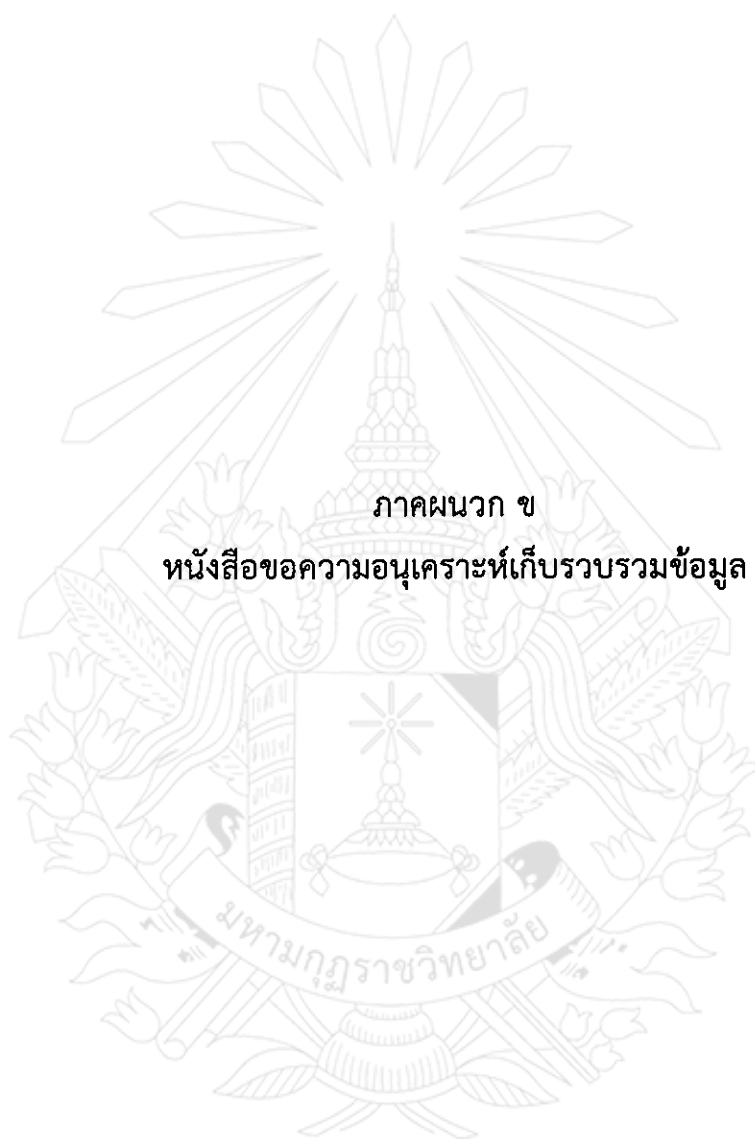 ภาคผนวก ข
หนังสือขอความอนุเคราะห์เก็บรวบรวมข้อมูล
มหามกุฏราชวิทยาลัย